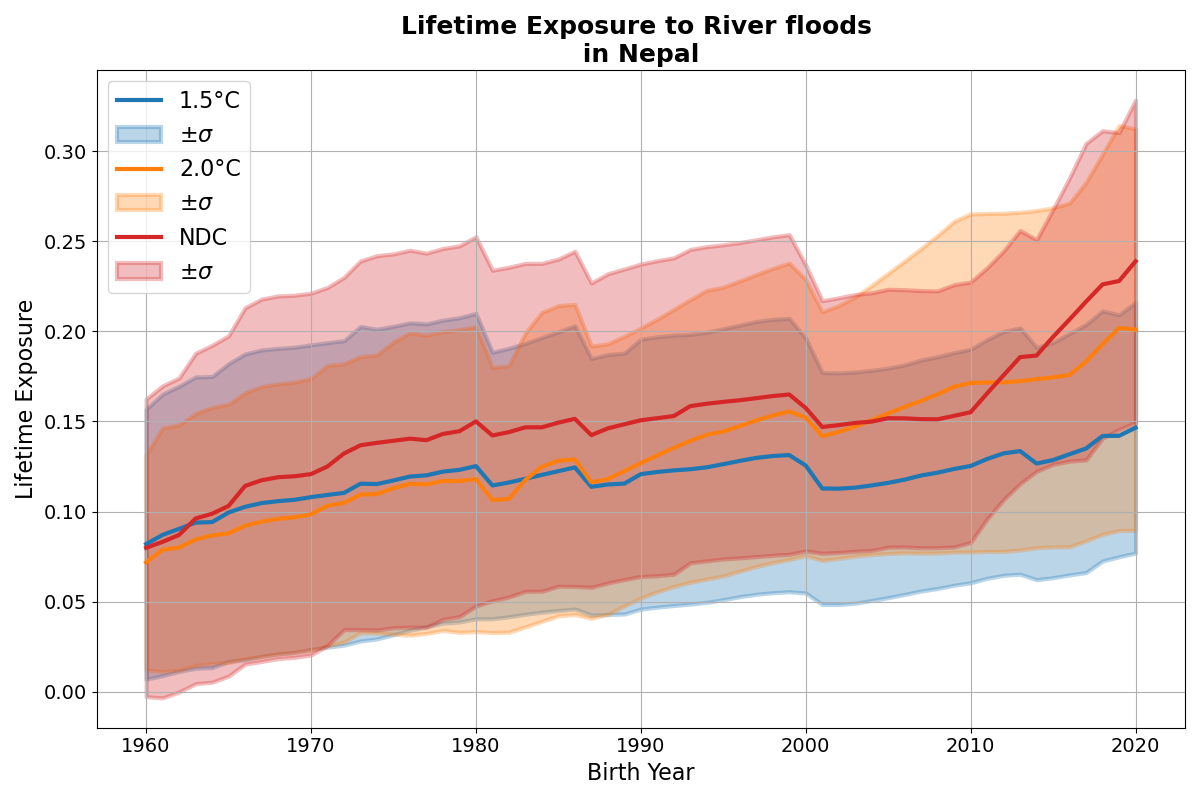 Lifetime Exposure to River floods
in Nepal
1.5°C
±σ
2.0°C
±σ
NDC
±σ
Lifetime Exposure
0.30
0.25
0.20
0.15
0.10
0.05
0.00
1960 1970 1980 1990 2000 2010 2020
Birth Year